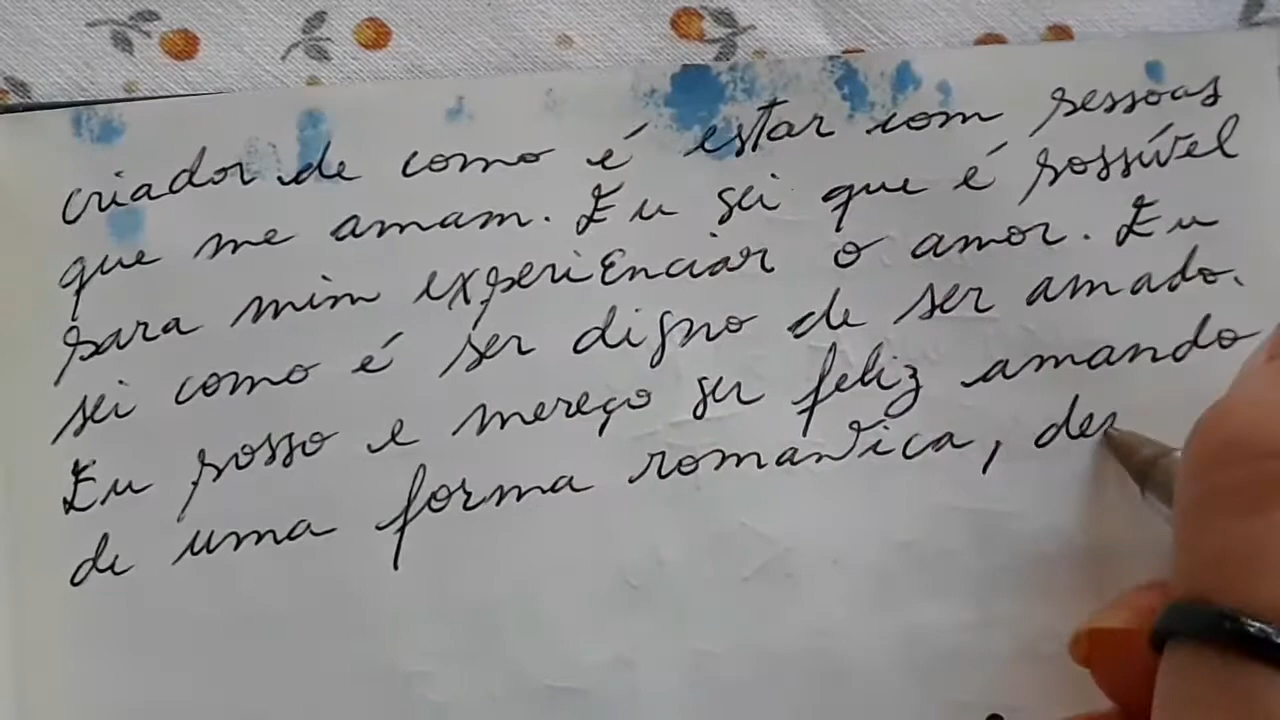 criador de como é estar com pessoas
que me amam. Eu sei que é possível
para mim experienciar o amor. Eu
sei como é ser digno de ser amado.
Eu posso e mereço ser feliz amando
de uma forma romantica, des